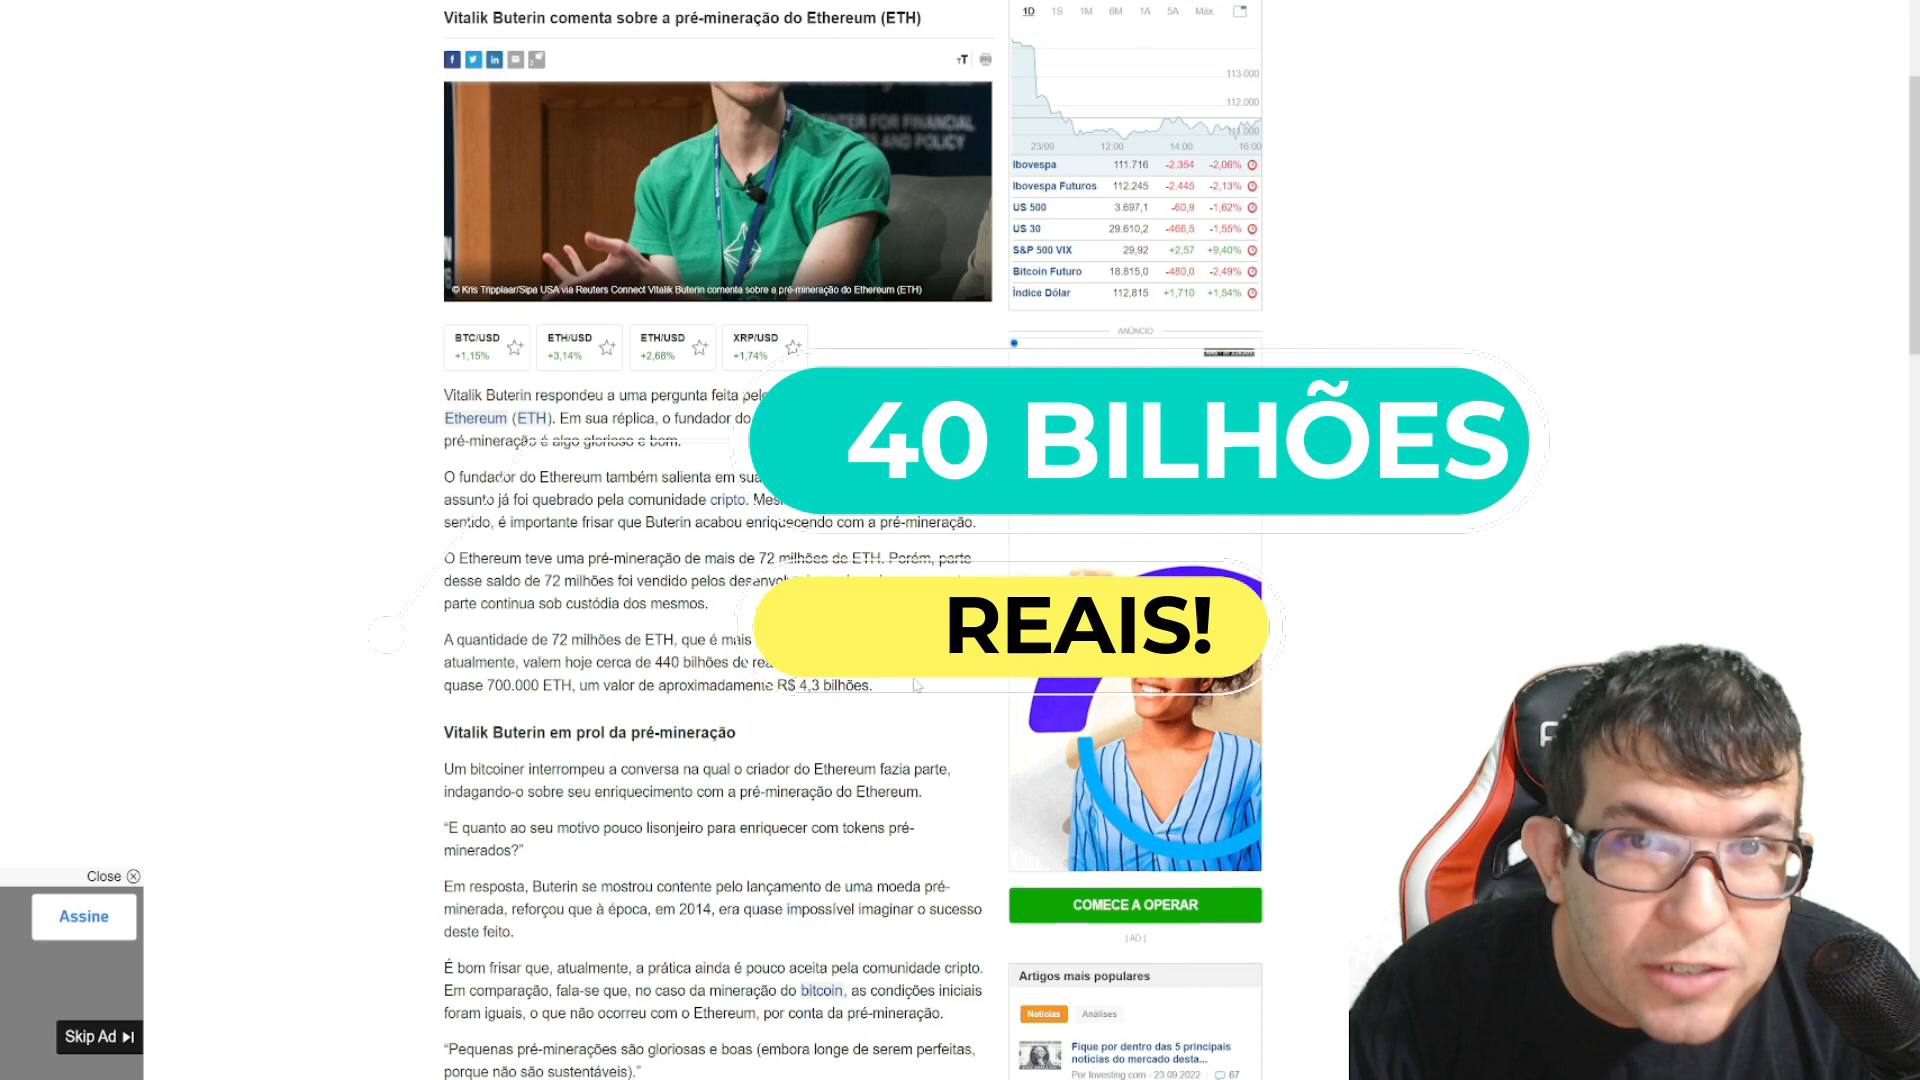 Vitalik Buterin comenta sobre a pré-mineração do Ethereum (ETH)
f
in
TT
TER FOR FINANCIAL
S AND POLICY
© Kris Tripplaar/Sipa USA via Reuters Connect Vitalik Buterin comenta sobre a pré-mineração do Ethereum (ETH)
BTC/USD
+1,15%
ETH/USD
+3,14%
ETH/USD
+2,68%
XRP/USD
+1,74%
Vitalik Buterin respondeu a uma pergunta feita
Ethereum (ETH). Em sua réplica, o fundador do
pré-mineração é algo glorioso e bom.
O fundador do Ethereum também salienta em sua
assunto já foi quebrado pela comunidade cripto.
sentido, é importante frisar que Buterin acabou enriquecendo com a pré-mineração.
O Ethereum teve uma pré-mineração de mais de 72 milhões de ETH. Porém, parte
desse saldo de 72 milhões foi vendido pelos
parte continua sob custódia dos mesmos.
A quantidade de 72 milhões de ETH, que é mais
atualmente, valem hoje cerca de 440 bilhões de
quase 700.000 ETH, um valor de aproximadamente R$ 4,3 bilhões.
Vitalik Buterin em prol da pré-mineração
Um bitcoiner interrompeu a conversa na qual o criador do Ethereum fazia parte,
indagando-o sobre seu enriquecimento com a pré-mineração do Ethereum.
“E quanto ao seu motivo pouco lisonjeiro para enriquecer com tokens pré-
minerados?”
Em resposta, Buterin se mostrou contente pelo lançamento de uma moeda pré-
minerada, reforçou que à época, em 2014, era quase impossível imaginar o sucesso
deste feito.
É bom frisar que, atualmente, a prática ainda é pouco aceita pela comunidade cripto.
Em comparação, fala-se que, no caso da mineração do bitcoin, as condições iniciais
foram iguais, o que não ocorreu com o Ethereum, por conta da pré-mineração.
“Pequenas pré-minerações são gloriosas e boas (embora longe de serem perfeitas,
porque não são sustentáveis).”
1D 1S 1M 6M 1A 5A Máx.
113.000
112.000
111.000
23/09 12:00 14:00 16:00
Ibovespa 111.716 -2.354 -2,06%
Ibovespa Futuros 112.245 -2.445 -2,13%
US 500 3.697,1 -60,9 -1,62%
US 30 29.610,2 -466,5 -1,55%
S&P 500 VIX 29,92 +2,57 +9,40%
Bitcoin Futuro 18.815,0 -480,0 -2,49%
Índice Dólar 112,815 +1,710 +1,54%
ANÚNCIO
40 BILHÕES
REAIS!
COMECE A OPERAR
| AD |
Artigos mais populares
Notícias Análises
Fique por dentro das 5 principais
notícias do mercado desta...
Por Investing.com - 23.09.2022 67
Close
Assine
Skip Ad